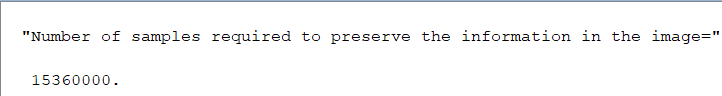 "Number of samples required to preserve the information in the image="
15360000.